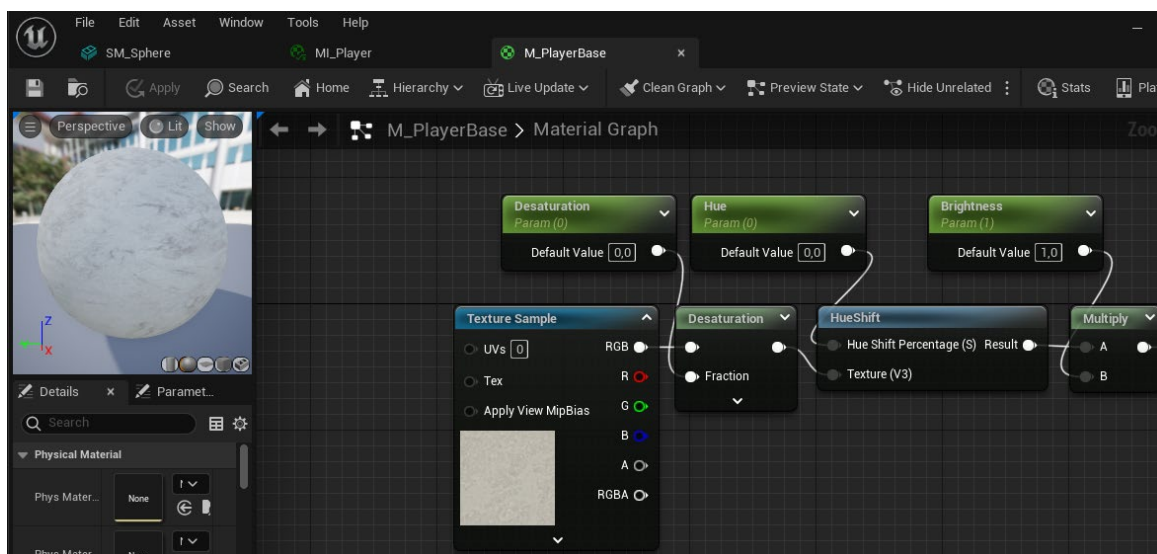 File Edit Asset Window Tools Help
SM_Sphere MI_Player M_PlayerBase ×
Apply Search Home Hierarchy Live Update Clean Graph Preview State Hide Unrelated Stats Pla
Perspective Lit Show
M_PlayerBase > Material Graph Zoo
Desaturation
Param (0)
Default Value 0,0
Hue
Param (0)
Default Value 0,0
Brightness
Param (1)
Default Value 1,0
Texture Sample
UVs 0 RGB
Tex R
Apply View MipBias G
B
A
RGBA
Desaturation
Fraction
HueShift
Hue Shift Percentage (S) Result
Texture (V3)
Multiply
A
B
Z
X
Details × Paramet...
Search
Physical Material
Phys Mater... None